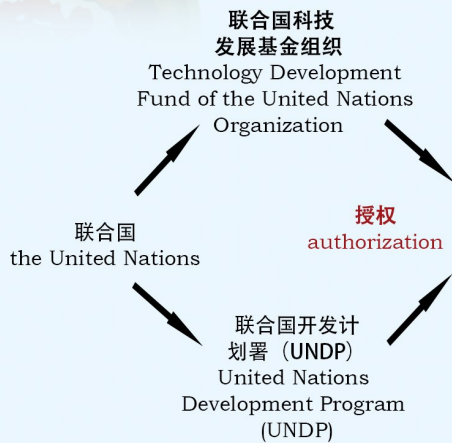 联合国科技
发展基金组织
Technology Development
Fund of the United Nations
Organization
联合国
the United Nations
授权
authorization
联合国开发计
划署（UNDP）
United Nations
Development Program
(UNDP)